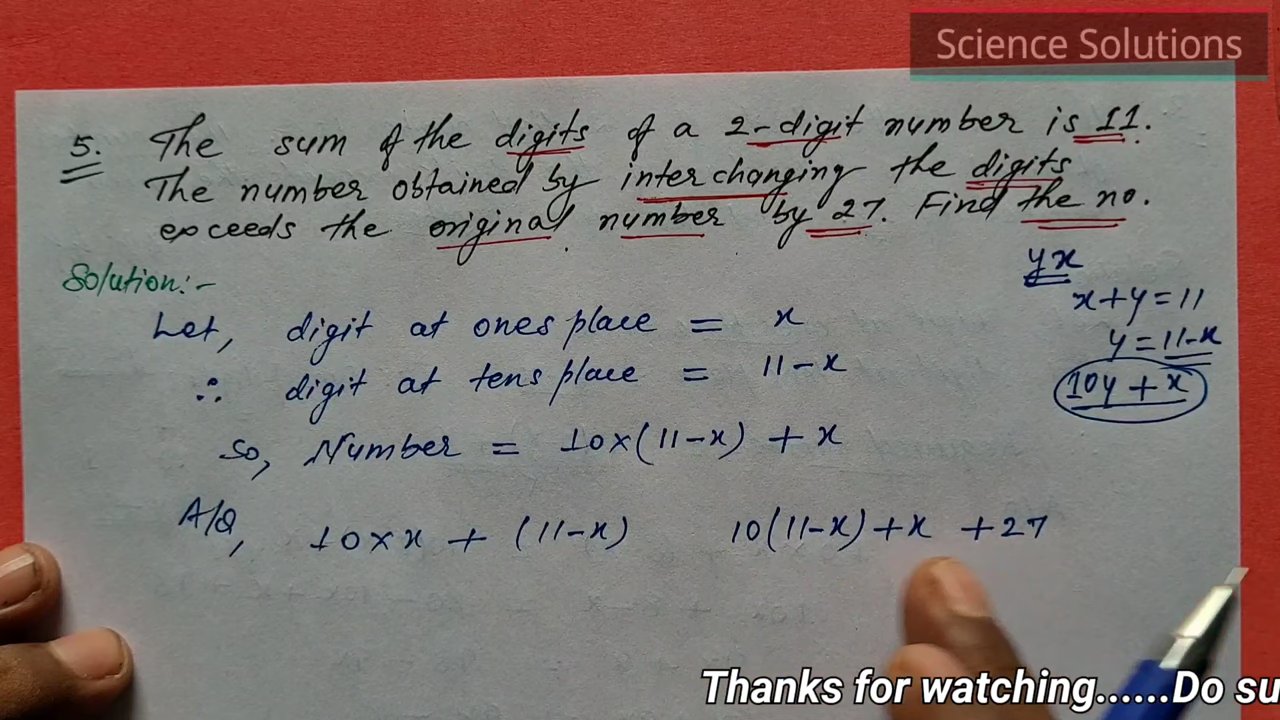 Science Solutions
5. The sum of the digits of a 2-digit number is 11.
The number obtained by interchanging the digits
exceeds the original number by 27. Find the no.
Solution:-
yx
x+y=11
y=11-x
10y+x
Let, digit at ones place = x
∴ digit at tens place = 11-x
So, Number = 10×(11-x) + x
A/Q, 10×x + (11-x) 10(11-x)+x +27
Thanks for watching......Do su